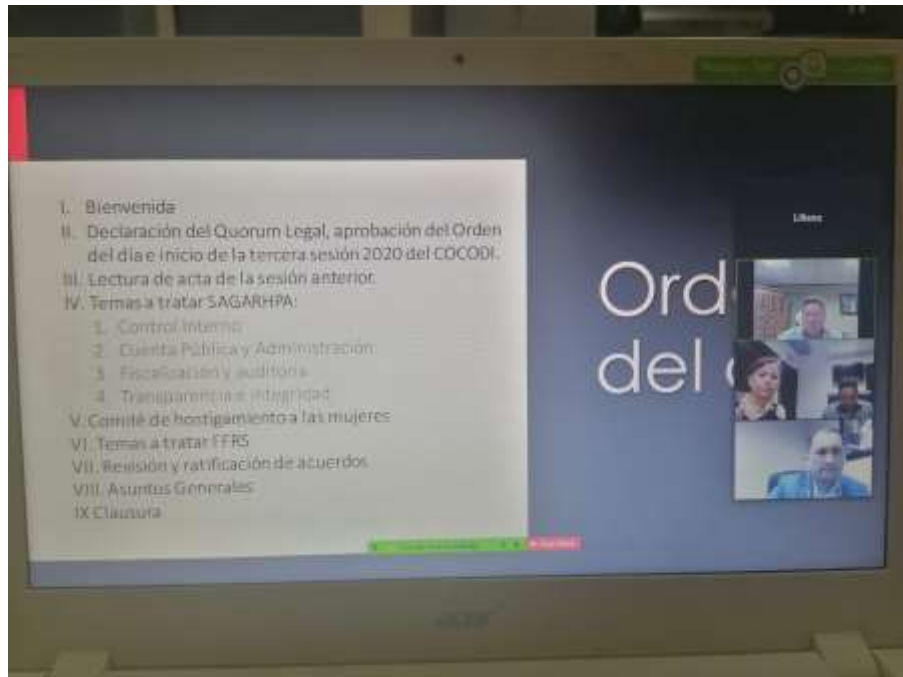 I. Bienvenida
II. Declaración del Quorum Legal, aprobación del Orden
del día e inicio de la tercera sesión 2020 del COCODI.
III. Lectura de acta de la sesión anterior.
IV. Temas a tratar SAGARHPA:
1. Control Interno
2. Cuenta Pública y Administración
3. Fiscalización y auditoría
4. Transparencia e integridad
V. Comité de hostigamiento a las mujeres
VI. Temas a tratar FFRS
VII. Revisión y ratificación de acuerdos
VIII. Asuntos Generales
IX Clausura
Ord
del
acer